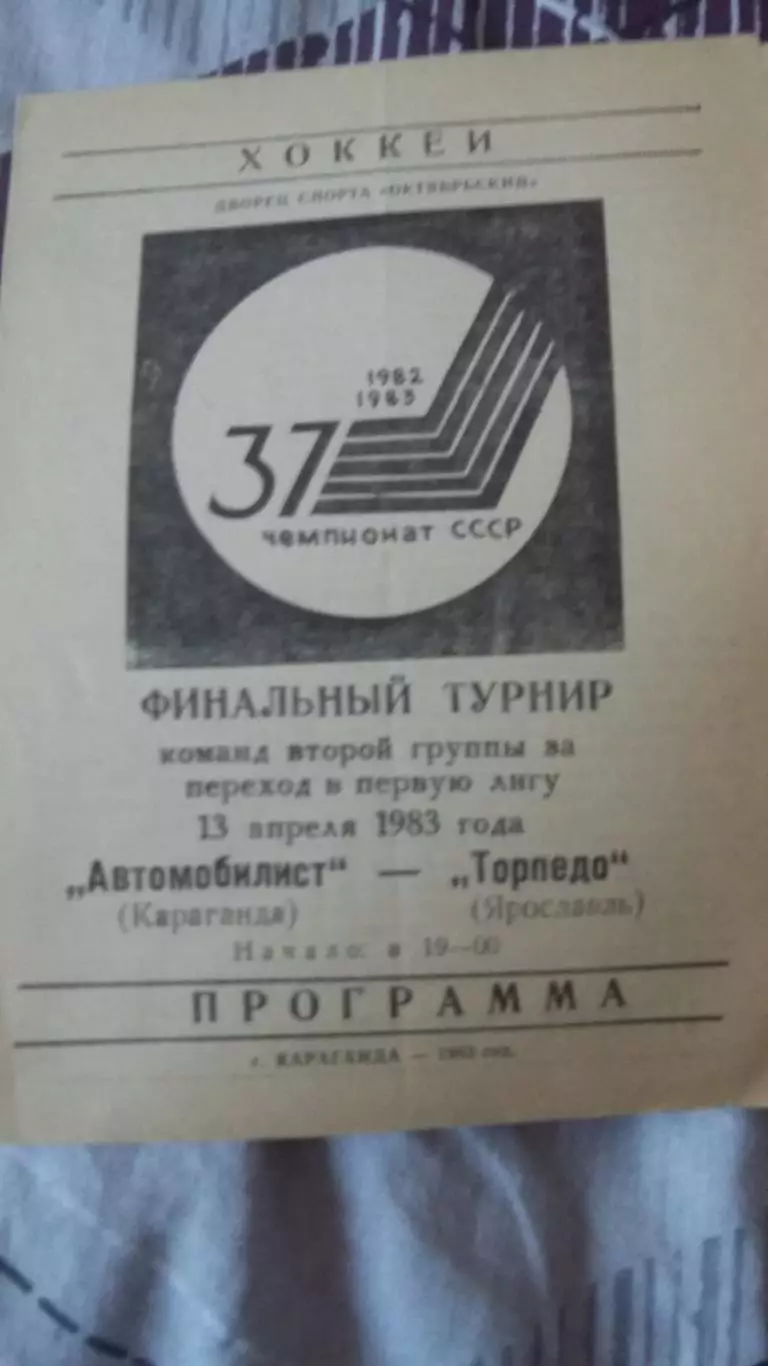 ХОККЕЙ
ДВОРЕЦ СПОРТА «ОКТЯБРЬСКИЙ»
1982
1983
37
чемпионат СССР
ФИНАЛЬНЫЙ ТУРНИР
команд второй группы за
переход в первую лигу
13 апреля 1983 года
„Автомобилист“ — „Торпедо“
(Караганда) (Ярославль)
Начало: в 19—00
ПРОГРАММА
г. КАРАГАНДА — 1983 год.